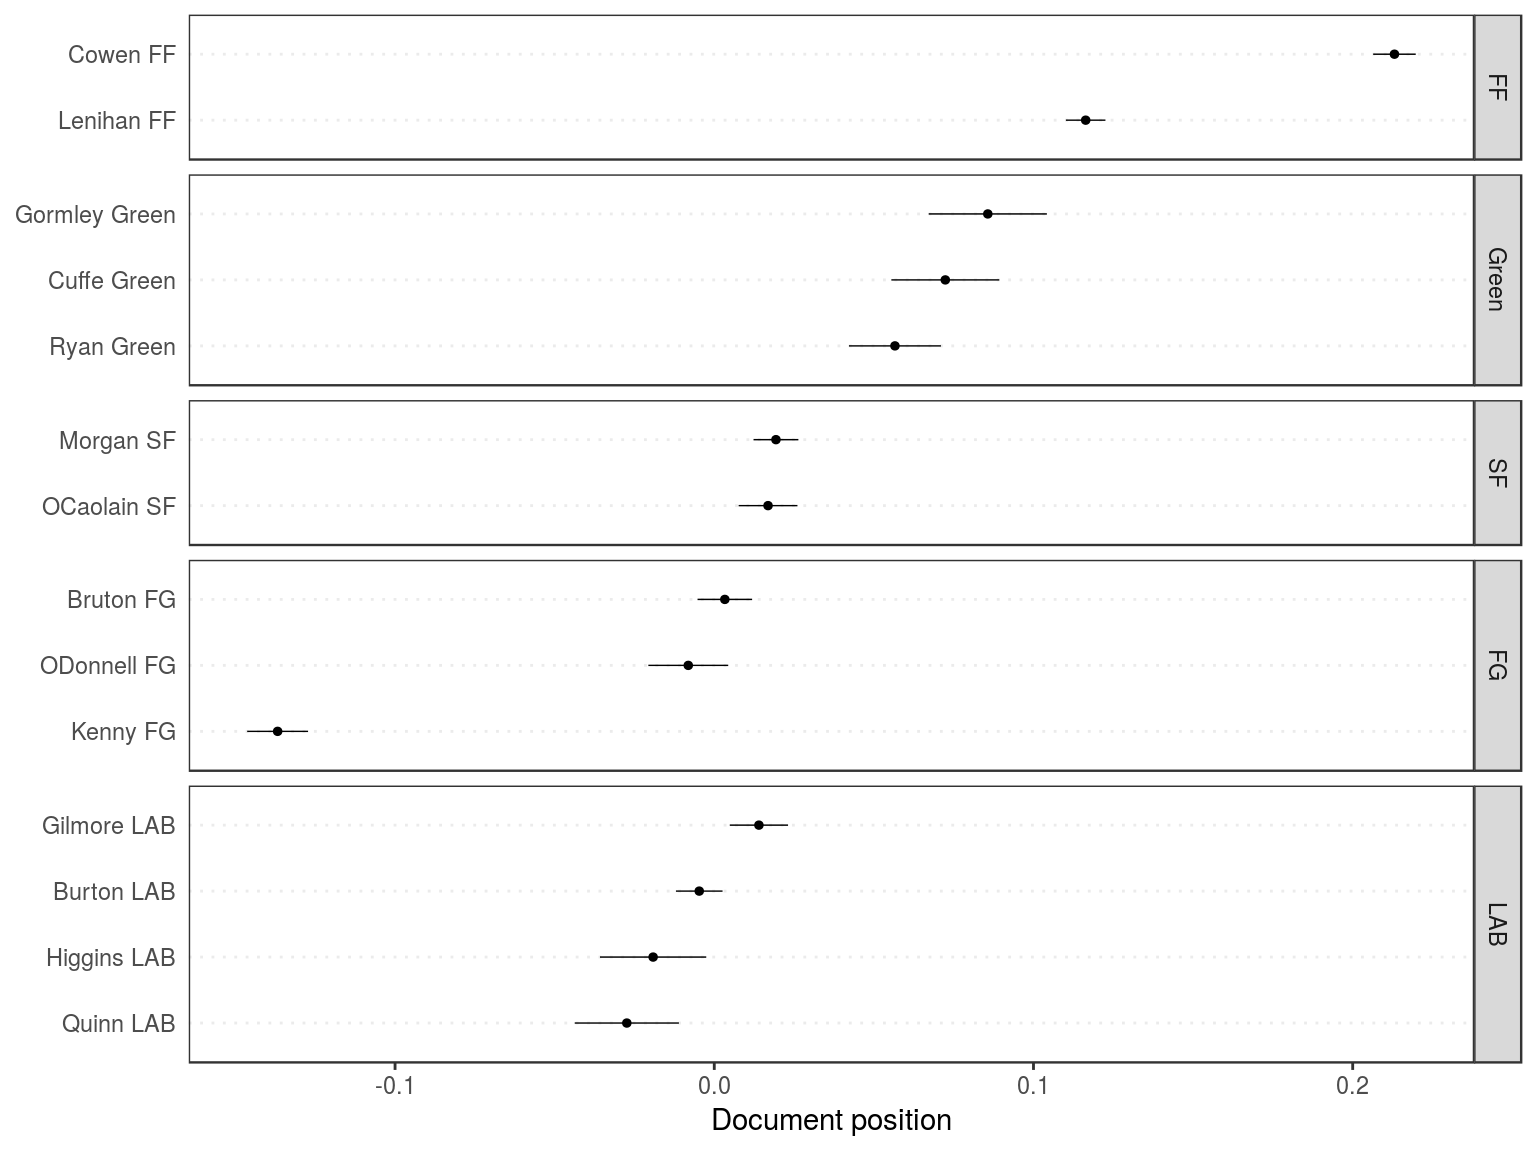 Cowen FF
Lenihan FF
FF
Gormley Green
Cuffe Green
Ryan Green
Green
Morgan SF
OCaolain SF
SF
Bruton FG
ODonnell FG
Kenny FG
FG
Gilmore LAB
Burton LAB
Higgins LAB
Quinn LAB
LAB
-0.1 0.0 0.1 0.2
Document position